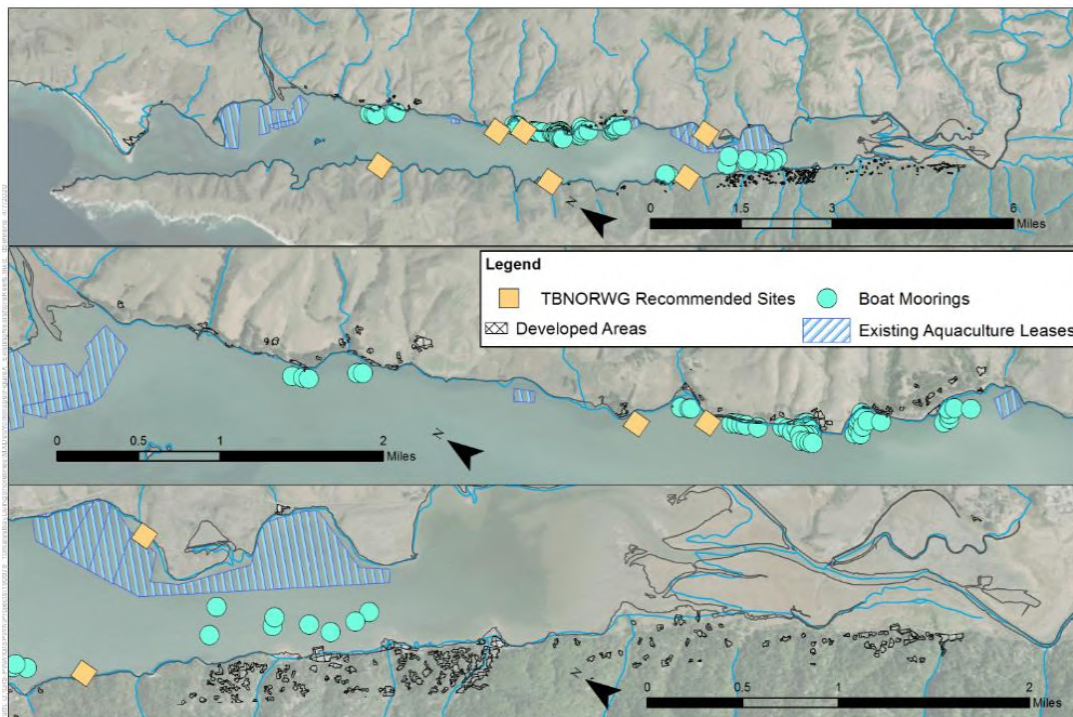 N
0
1.5
3
6
Miles
Legend
TBNORWG Recommended Sites
Boat Moorings
Developed Areas
Existing Aquaculture Leases
0
0.5
1
2
Miles
N
N
0
0.5
1
2
Miles